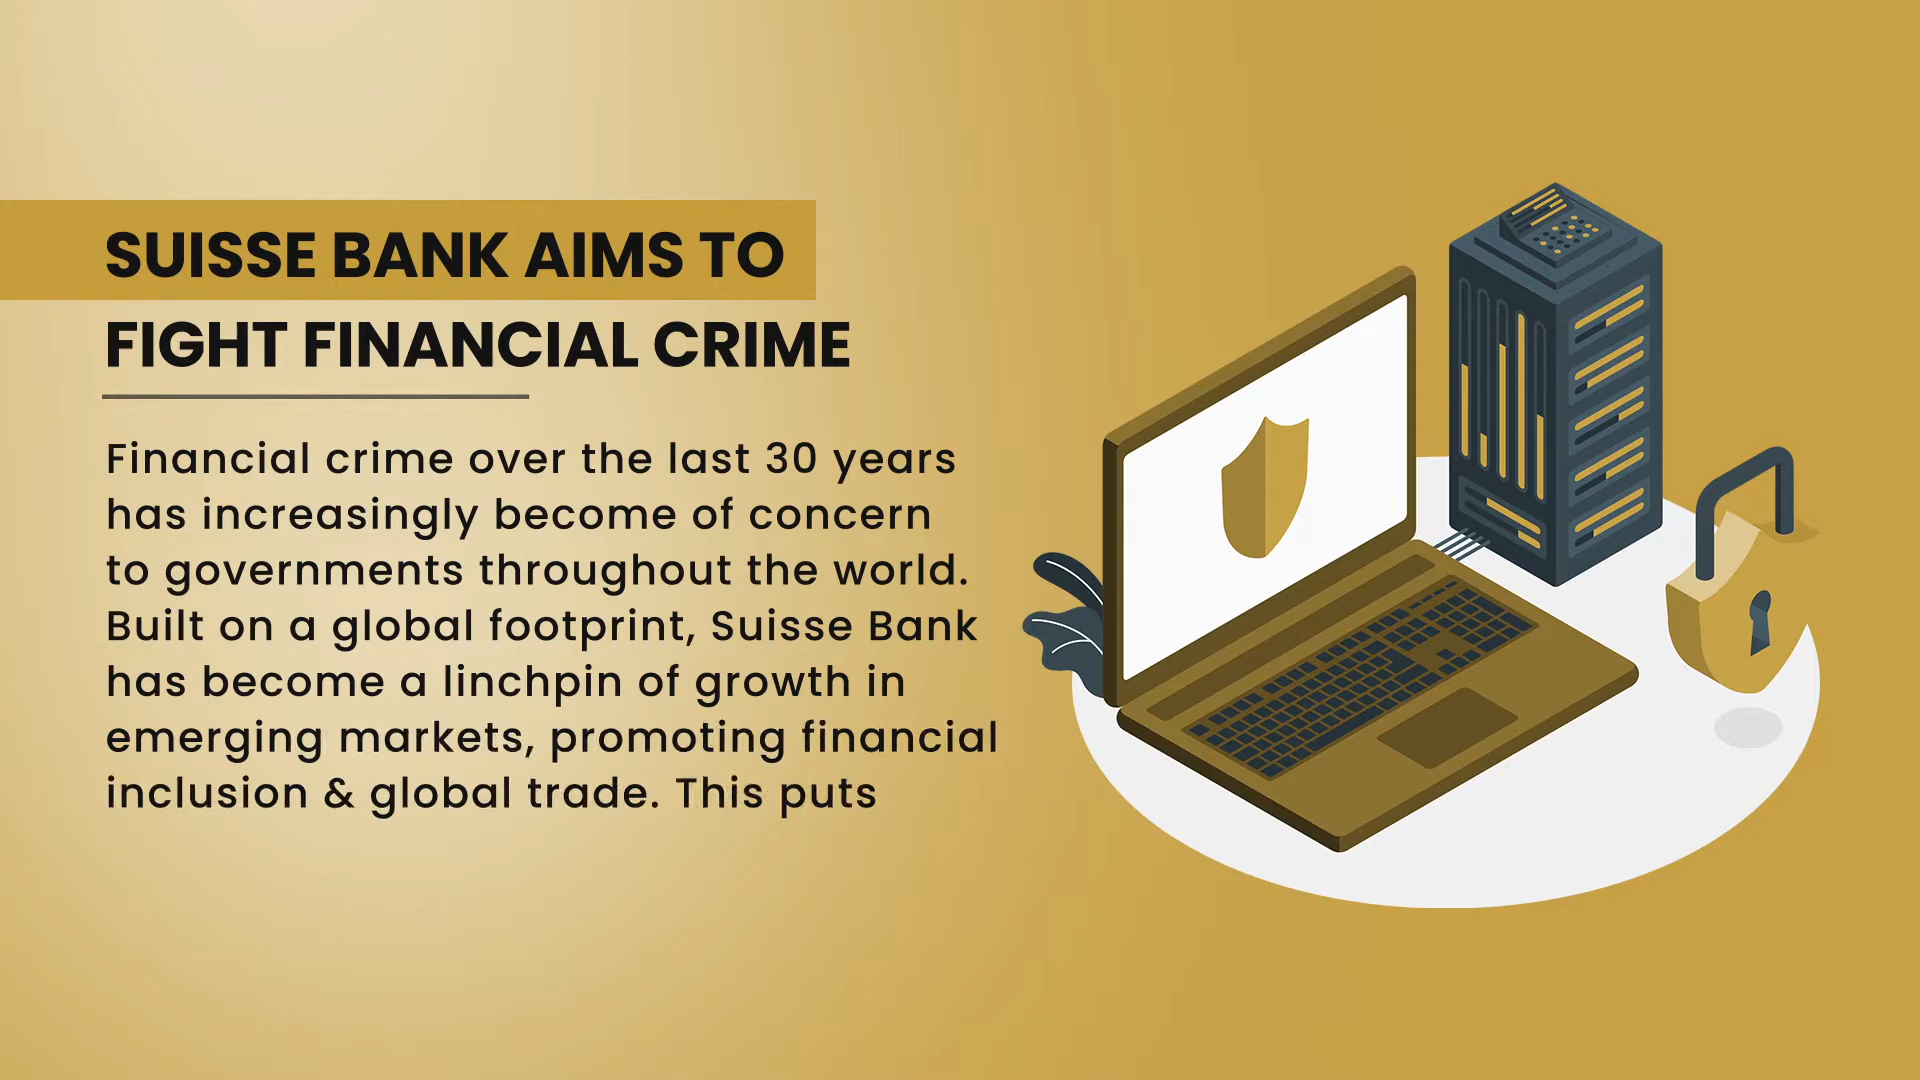 SUISSE BANK AIMS TO
FIGHT FINANCIAL CRIME
Financial crime over the last 30 years
has increasingly become of concern
to governments throughout the world.
Built on a global footprint, Suisse Bank
has become a linchpin of growth in
emerging markets, promoting financial
inclusion & global trade. This puts